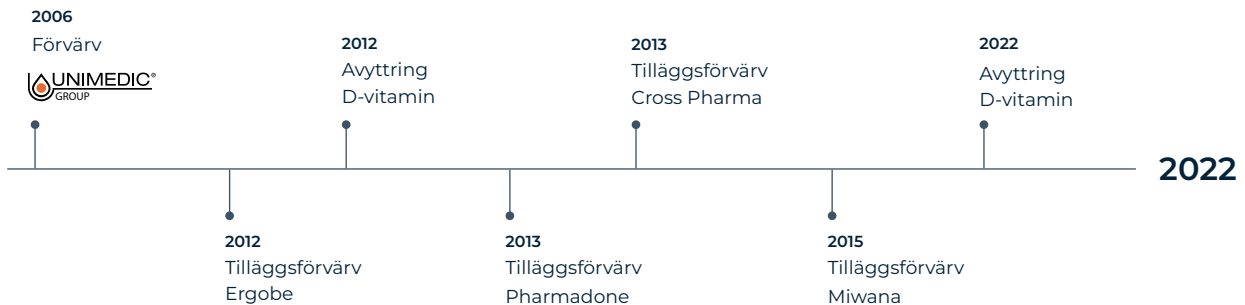 2006
Förvärv
UNIMEDIC®
GROUP
2012
Tilläggsförvärv
Ergobe
2012
Avyttring
D-vitamin
2013
Tilläggsförvärv
Pharmadone
2013
Tilläggsförvärv
Cross Pharma
2015
Tilläggsförvärv
Miwana
2022
Avyttring
D-vitamin
2022